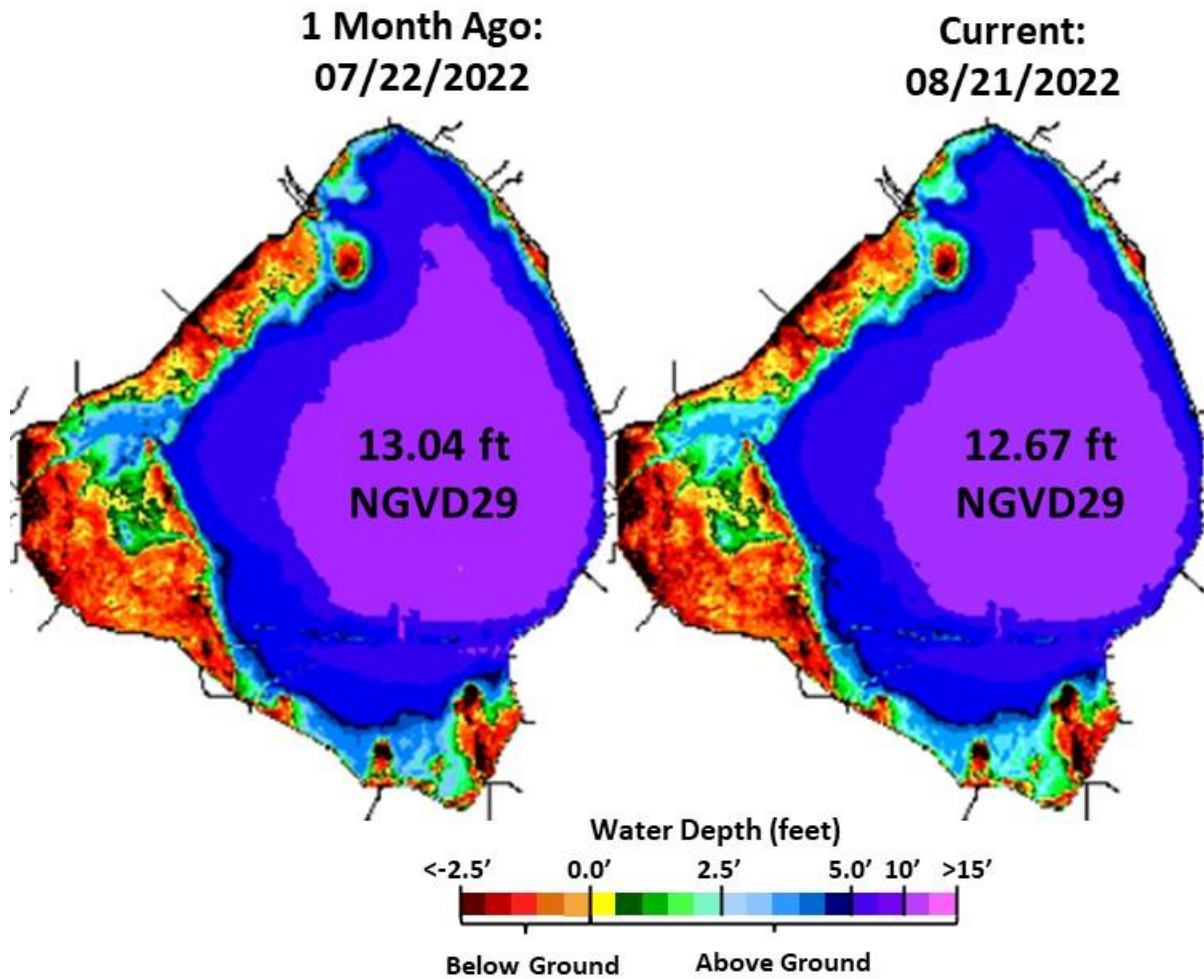 1 Month Ago:
07/22/2022
Current:
08/21/2022
13.04 ft
NGVD29
12.67 ft
NGVD29
Water Depth (feet)
<-2.5’ 0.0’ 2.5’ 5.0’ 10’ >15’
Below Ground Above Ground